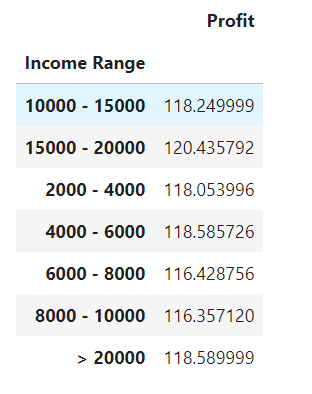 Profit
Income Range
10000 - 15000 118.249999
15000 - 20000 120.435792
2000 - 4000 118.053996
4000 - 6000 118.585726
6000 - 8000 116.428756
8000 - 10000 116.357120
> 20000 118.589999